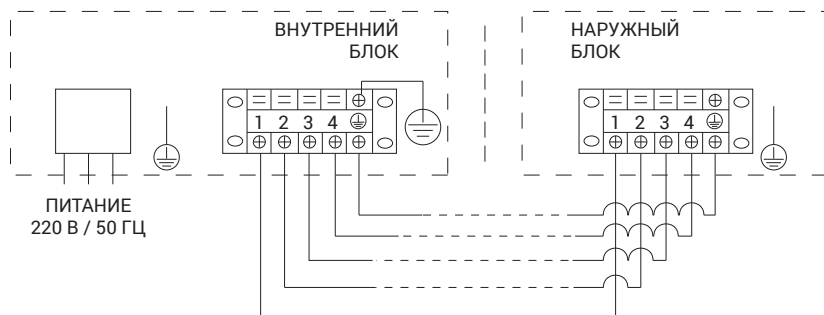 ВНУТРЕННИЙ
БЛОК
НАРУЖНЫЙ
БЛОК
1 2 3 4
1 2 3 4
ПИТАНИЕ
220 В / 50 ГЦ